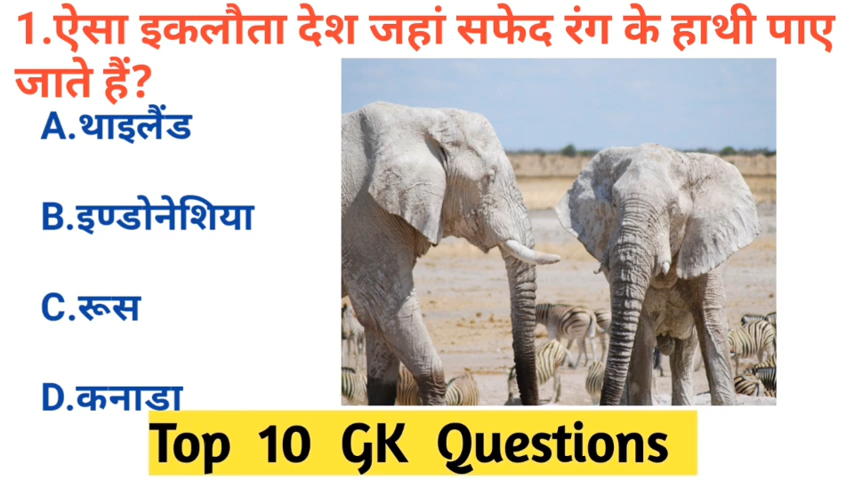 1.ऐसा इकलौता देश जहां सफेद रंग के हाथी पाए
जाते हैं?
A.थाइलैंड
B.इण्डोनेशिया
C.रूस
D.कनाडा
Top 10 GK Questions